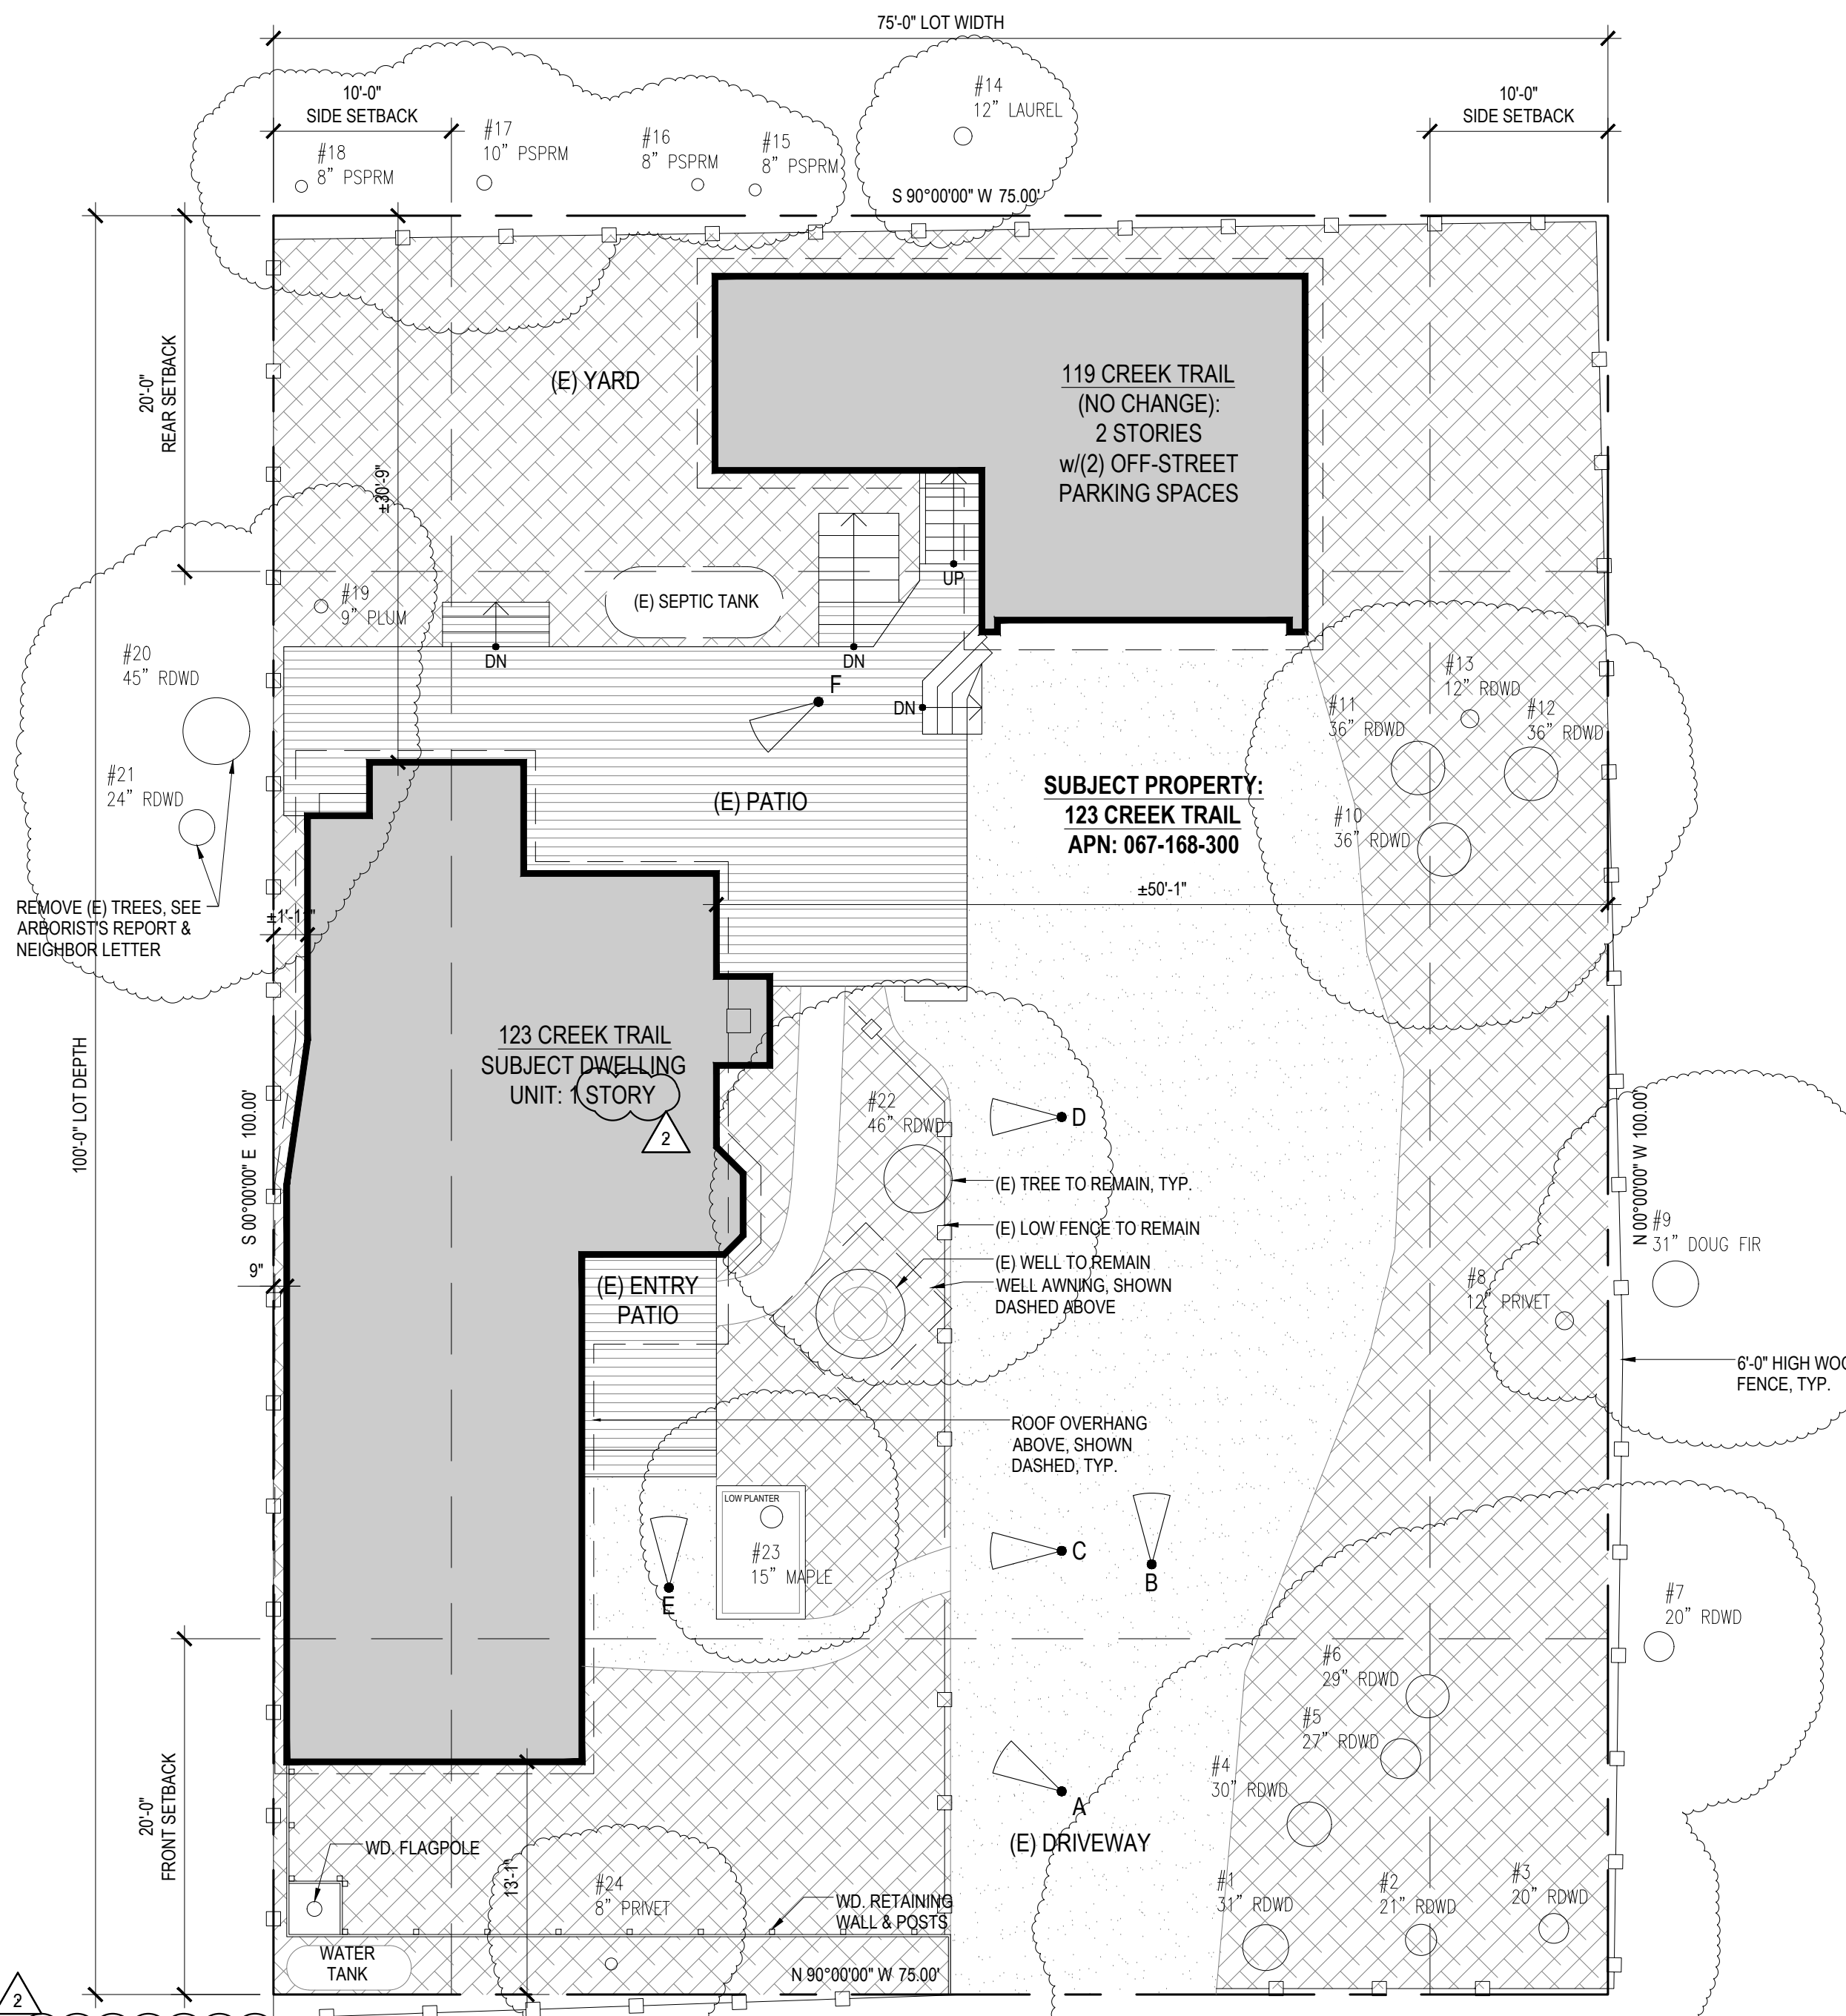 75'-0" LOT WIDTH
10'-0"
SIDE SETBACK
10'-0"
SIDE SETBACK
#14
12" LAUREL
#17
10" PSPRM
#16
8" PSPRM
#15
8" PSPRM
#18
8" PSPRM
S 90°00'00" W 75.00'
20'-0"
REAR SETBACK
±30'-9"
(E) YARD
119 CREEK TRAIL
(NO CHANGE):
2 STORIES
w/(2) OFF-STREET
PARKING SPACES
UP
(E) SEPTIC TANK
#19
9" PLUM
DN
DN
DN
F
#20
45" RDWD
#21
24" RDWD
REMOVE (E) TREES, SEE
ARBORIST'S REPORT &
NEIGHBOR LETTER
(E) PATIO
SUBJECT PROPERTY:
123 CREEK TRAIL
APN: 067-168-300
±50'-1"
#13
12" RDWD
#11
36" RDWD
#12
36" RDWD
#10
36" RDWD
100'-0" LOT DEPTH
S 00°00'00" E 100.00'
9"
123 CREEK TRAIL
SUBJECT DWELLING
UNIT: 1 STORY
2
#22
46" RDWD
D
(E) TREE TO REMAIN, TYP.
(E) LOW FENCE TO REMAIN
(E) WELL TO REMAIN
WELL AWNING, SHOWN
DASHED ABOVE
(E) ENTRY
PATIO
N 00°00'00" W 100.00'
#9
31" DOUG FIR
#8
12" PRIVET
6'-0" HIGH
FENCE, TYP.
ROOF OVERHANG
ABOVE, SHOWN
DASHED, TYP.
LOW PLANTER
#23
15" MAPLE
E
C
B
A
#7
20" RDWD
#6
29" RDWD
#5
27" RDWD
#4
30" RDWD
#1
31" RDWD
#2
21" RDWD
#3
20" RDWD
(E) DRIVEWAY
20'-0"
FRONT SETBACK
WD. FLAGPOLE
13'-1"
#24
8" PRIVET
WD. RETAINING
WALL & POSTS
WATER
TANK
N 90°00'00" W 75.00'
2